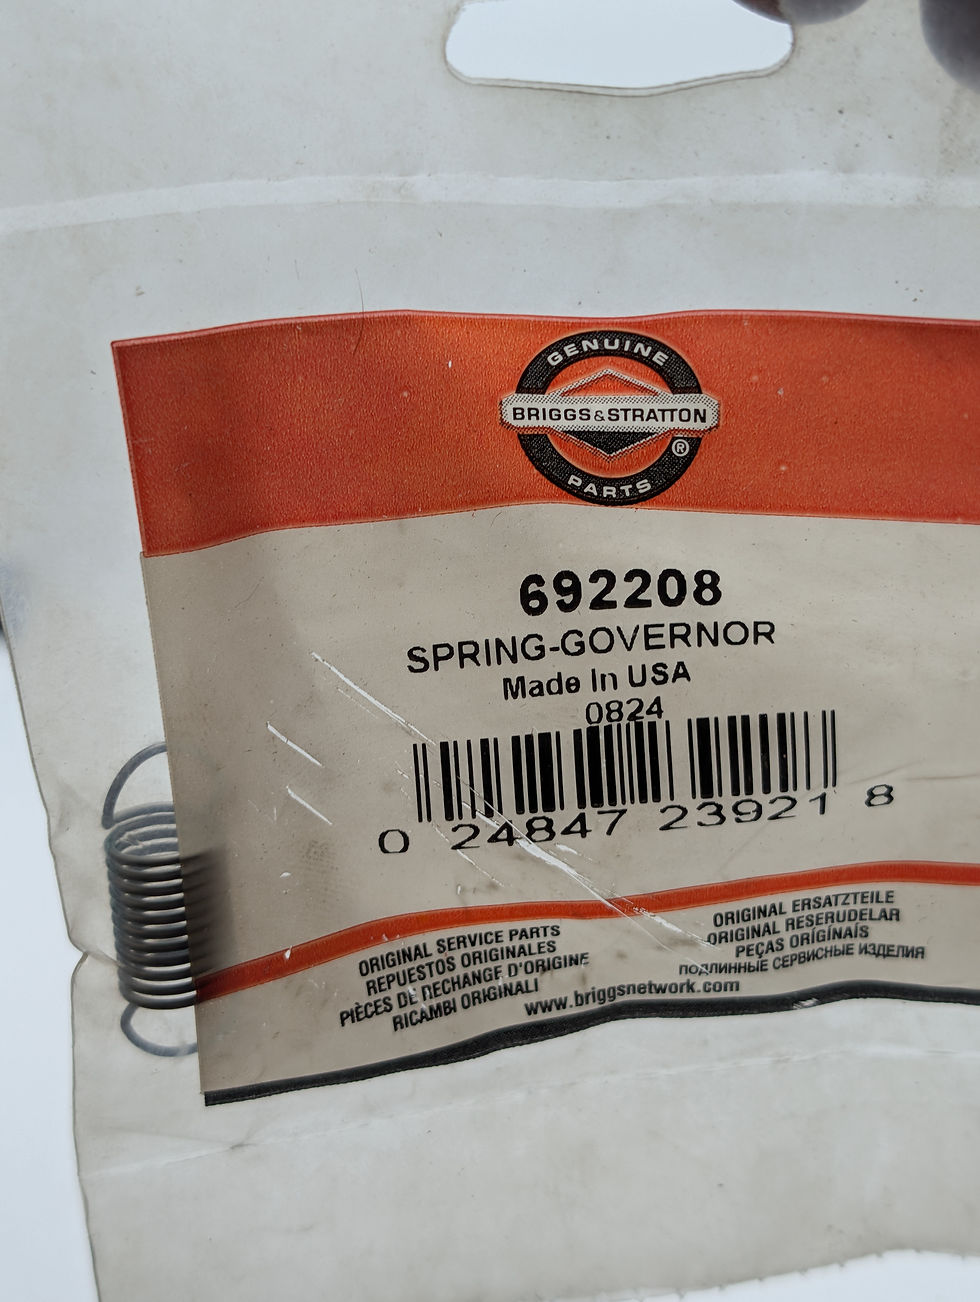 GENUINE
BRIGGS&STRATTON
®
PARTS
692208
SPRING-GOVERNOR
Made In USA
0824
0 24847 23921 8
ORIGINAL SERVICE PARTS
REPUESTOS ORIGINALES
PIÈCES DE RECHANGE D'ORIGINE
RICAMBI ORIGINALI
ORIGINAL ERSATZTEILE
ORIGINAL RESERUDELAR
PEÇAS ORIGINAIS
ПОДЛИННЫЕ СЕРВИСНЫЕ ИЗДЕЛИЯ
www.briggsnetwork.com